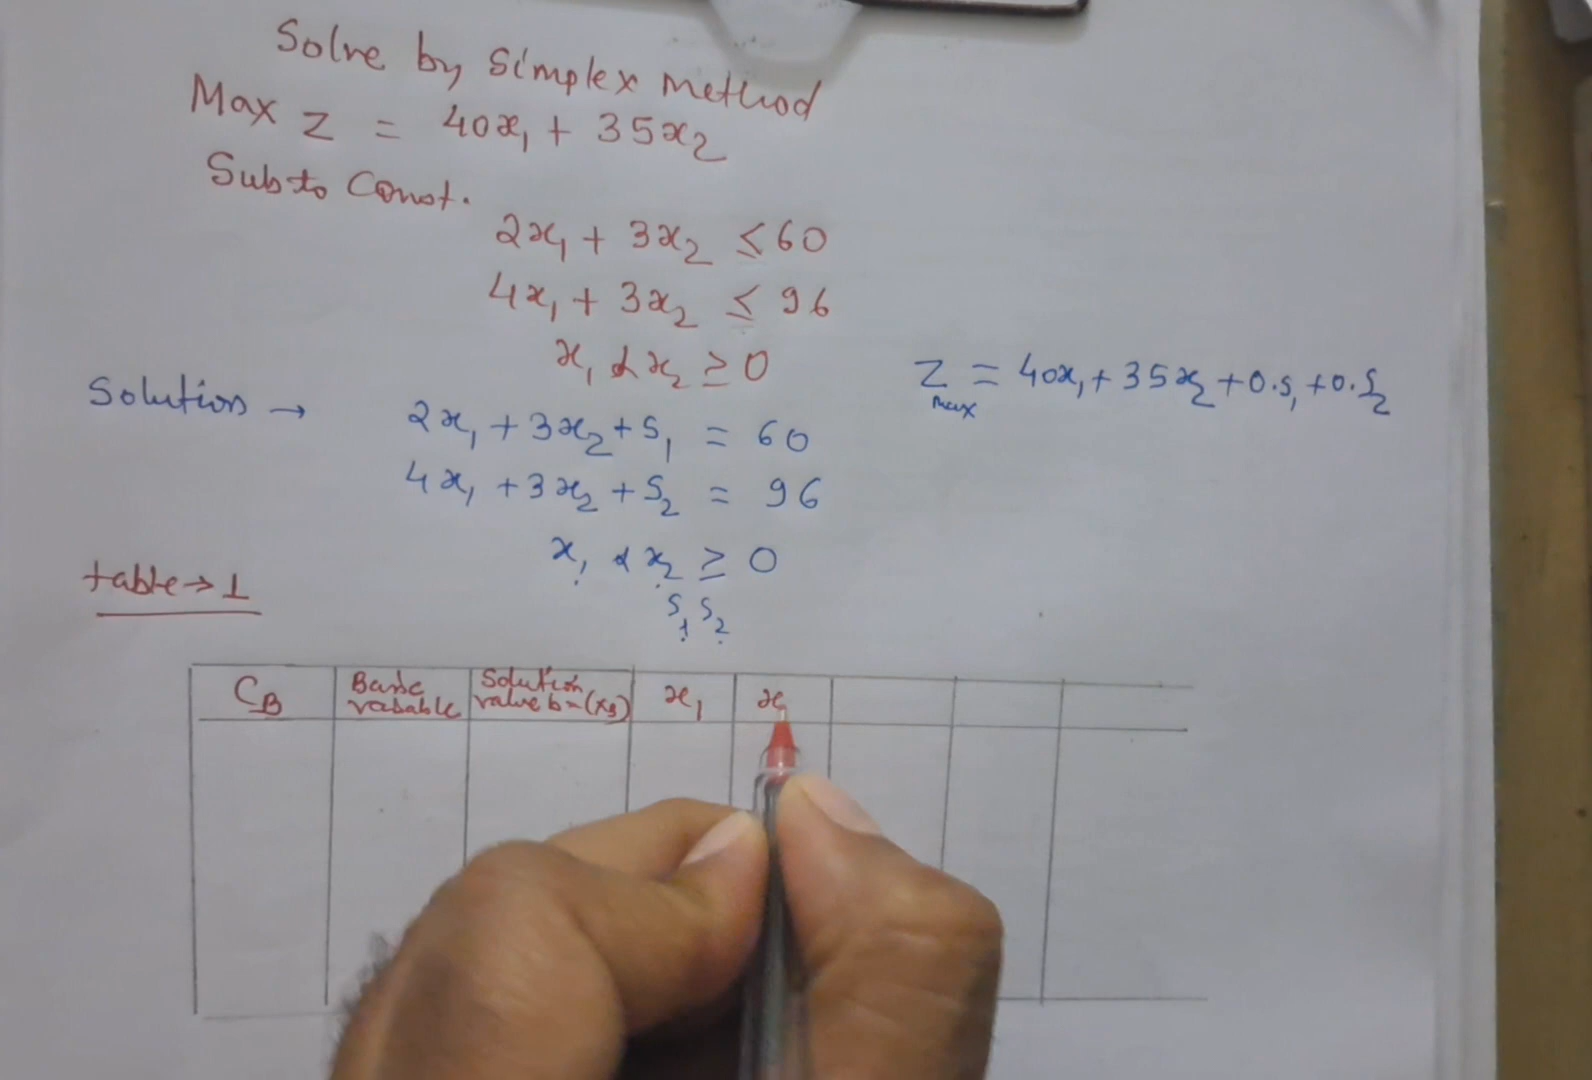 Solve by Simplex Method
Max Z = 40x₁ + 35x₂
Sub to Const.
2x₁ + 3x₂ ≤ 60
4x₁ + 3x₂ ≤ 96
x₁ & x₂ ≥ 0
Z = 40x₁ + 35x₂ + 0.S₁ + 0.S₂
max
Solution →
2x₁ + 3x₂ + S₁ = 60
4x₁ + 3x₂ + S₂ = 96
x₁ & x₂ ≥ 0
S₁ S₂
table → 1
C_B
Basic variable
Solution value b = (x_B)
x₁
x